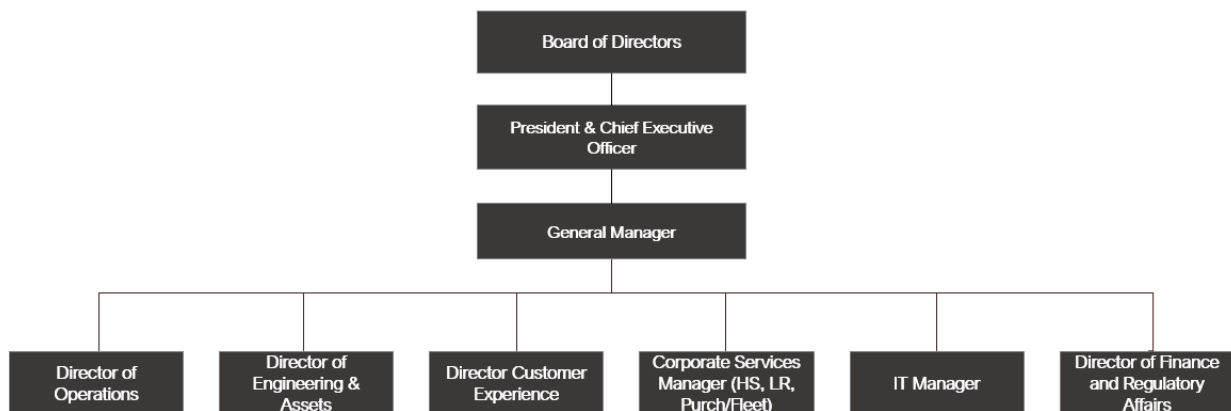 Board of Directors
President & Chief Executive
Officer
General Manager
Director of
Operations
Director of
Engineering &
Assets
Director Customer
Experience
Corporate Services
Manager (HS, LR,
Purch/Fleet)
IT Manager
Director of Finance
and Regulatory
Affairs